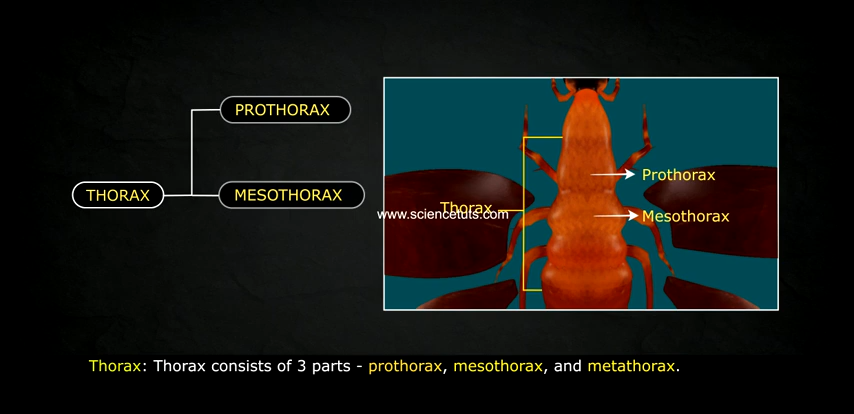 PROTHORAX
THORAX
MESOTHORAX
Prothorax
Thorax
www.sciencetuts.com
Mesothorax
Thorax: Thorax consists of 3 parts - prothorax, mesothorax, and metathorax.